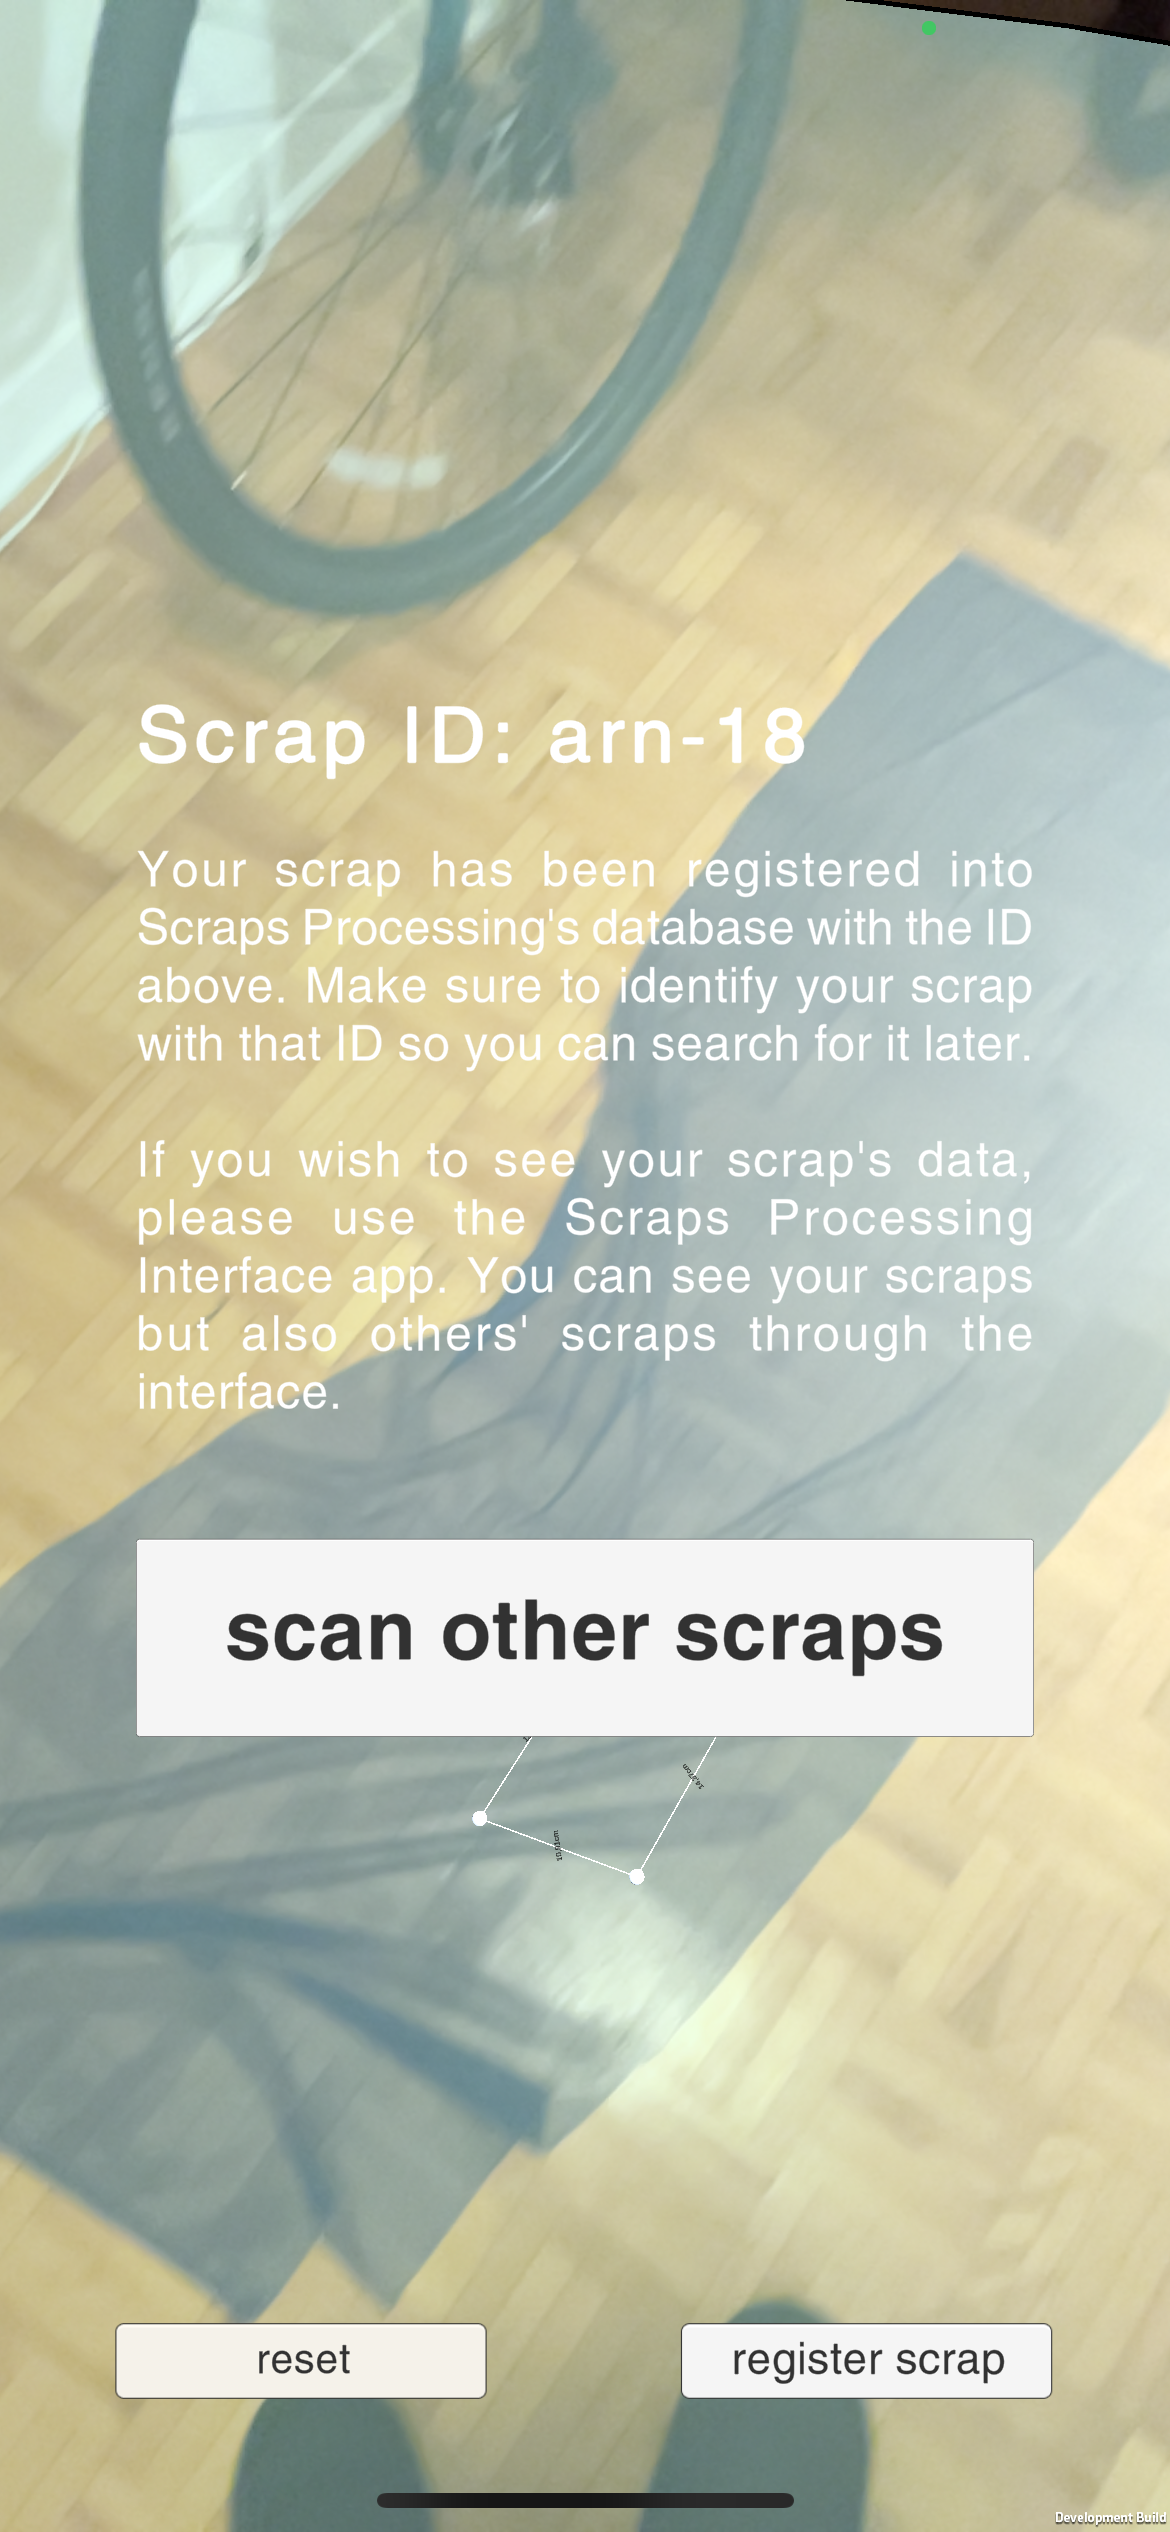 Scrap ID: arn-18
Your scrap has been registered into
Scraps Processing's database with the ID
above. Make sure to identify your scrap
with that ID so you can search for it later.
If you wish to see your scrap's data,
please use the Scraps Processing
Interface app. You can see your scraps
but also others' scraps through the
interface.
scan other scraps
reset
register scrap
Development Build